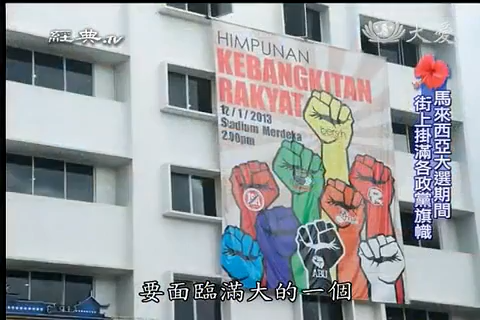 經典.tv
大愛
HIMPUNAN
KEBANGKITAN
RAKYAT
12/1/2013
Stadium Merdeka
2.00pm
bersih
ABU
馬來西亞大選期間
街上掛滿各政黨旗幟
要面臨滿大的一個